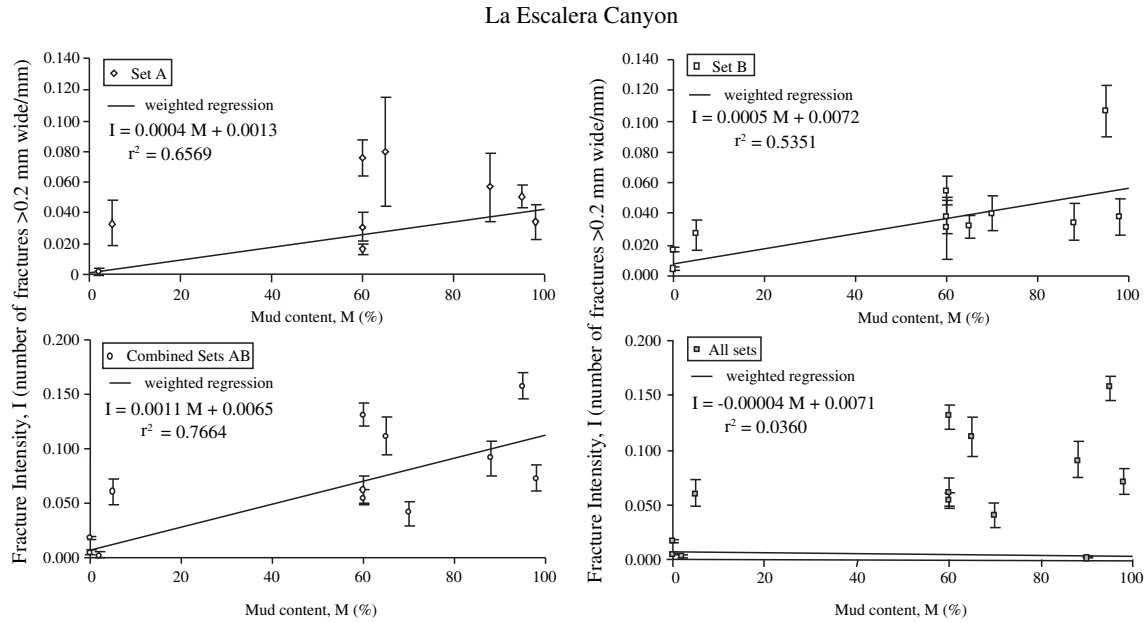 La Escalera Canyon
Fracture Intensity, I (number of fractures >0.2 mm wide/mm)
0.140
0.120
0.100
0.080
0.060
0.040
0.020
0
Set A
weighted regression
I = 0.0004 M + 0.0013
r² = 0.6569
0 20 40 60 80 100
Mud content, M (%)
Fracture Intensity, I (number of fractures >0.2 mm wide/mm)
0.140
0.120
0.100
0.080
0.060
0.040
0.020
0.000
Set B
weighted regression
I = 0.0005 M + 0.0072
r² = 0.5351
0 20 40 60 80 100
Mud content, M (%)
0.200
0.150
0.100
0.050
0.000
Combined Sets AB
weighted regression
I = 0.0011 M + 0.0065
r² = 0.7664
0 20 40 60 80 100
Mud content, M (%)
0.200
0.150
0.100
0.050
0.000
All sets
weighted regression
I = -0.00004 M + 0.0071
r² = 0.0360
0 20 40 60 80 100
Mud content, M (%)